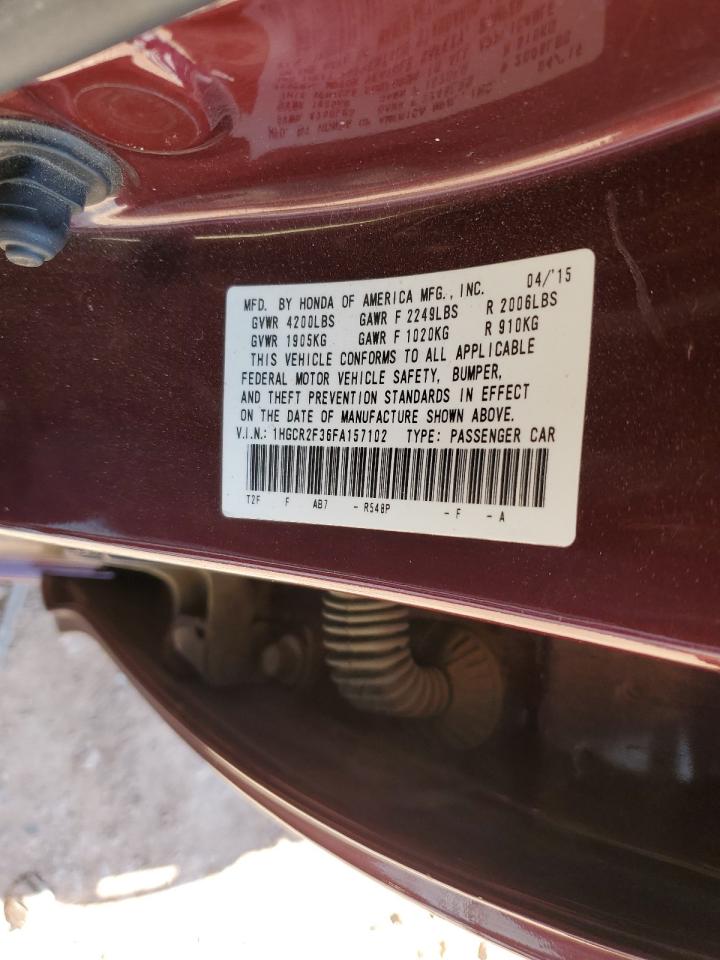 MFD. BY HONDA OF AMERICA MFG., INC. 04/'15
GVWR 4200LBS GAWR F 2249LBS R 2006LBS
GVWR 1905KG GAWR F 1020KG R 910KG
THIS VEHICLE CONFORMS TO ALL APPLICABLE
FEDERAL MOTOR VEHICLE SAFETY, BUMPER,
AND THEFT PREVENTION STANDARDS IN EFFECT
ON THE DATE OF MANUFACTURE SHOWN ABOVE.
V.I.N.: 1HGCR2F36FA157102 TYPE: PASSENGER CAR
T2F F AB7 - R548P - F - A